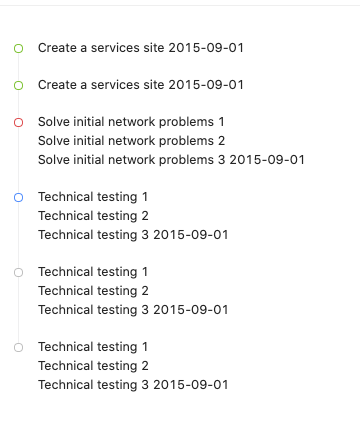 Create a services site 2015-09-01
Create a services site 2015-09-01
Solve initial network problems 1
Solve initial network problems 2
Solve initial network problems 3 2015-09-01
Technical testing 1
Technical testing 2
Technical testing 3 2015-09-01
Technical testing 1
Technical testing 2
Technical testing 3 2015-09-01
Technical testing 1
Technical testing 2
Technical testing 3 2015-09-01